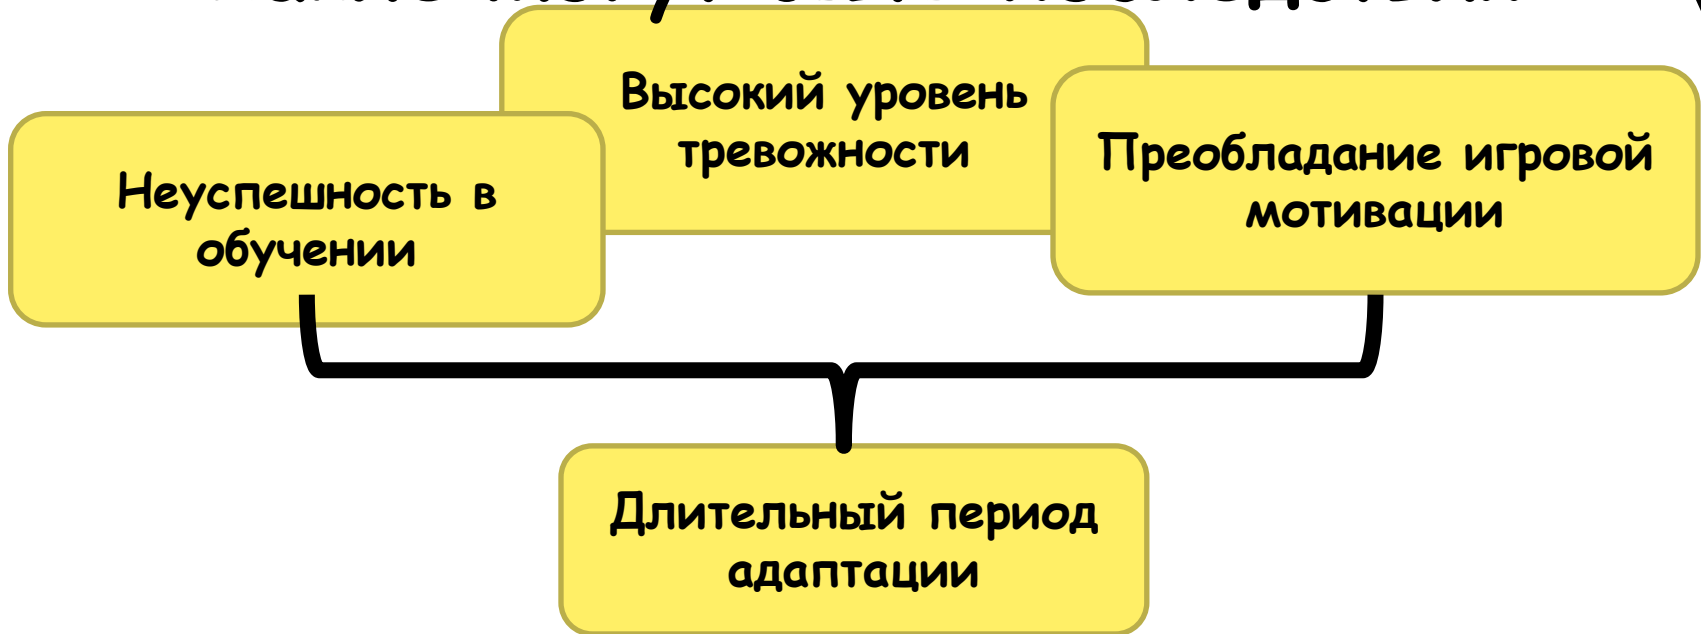 Высокий уровень
тревожности
Преобладание игровой
мотивации
Неуспешность в
обучении
Длительный период
адаптации